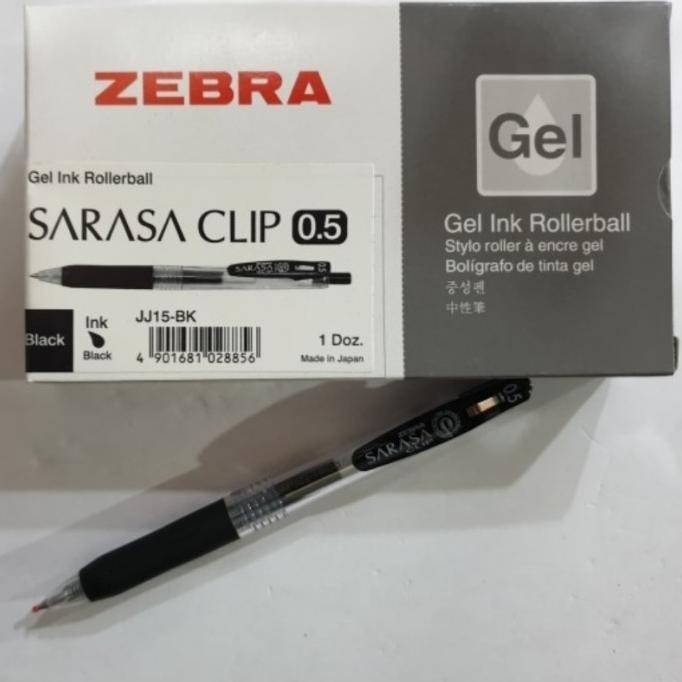 ZEBRA
Gel Ink Rollerball
SARASA CLIP 0.5
JJ15-BK
Black
Ink
Black
4 901681 028856
1 Doz.
Made in Japan
Gel
Gel Ink Rollerball
Stylo roller à encre gel
Bolígrafo de tinta gel
중성펜
中性筆
0.5
ZEBRA
SARASA
CLIP